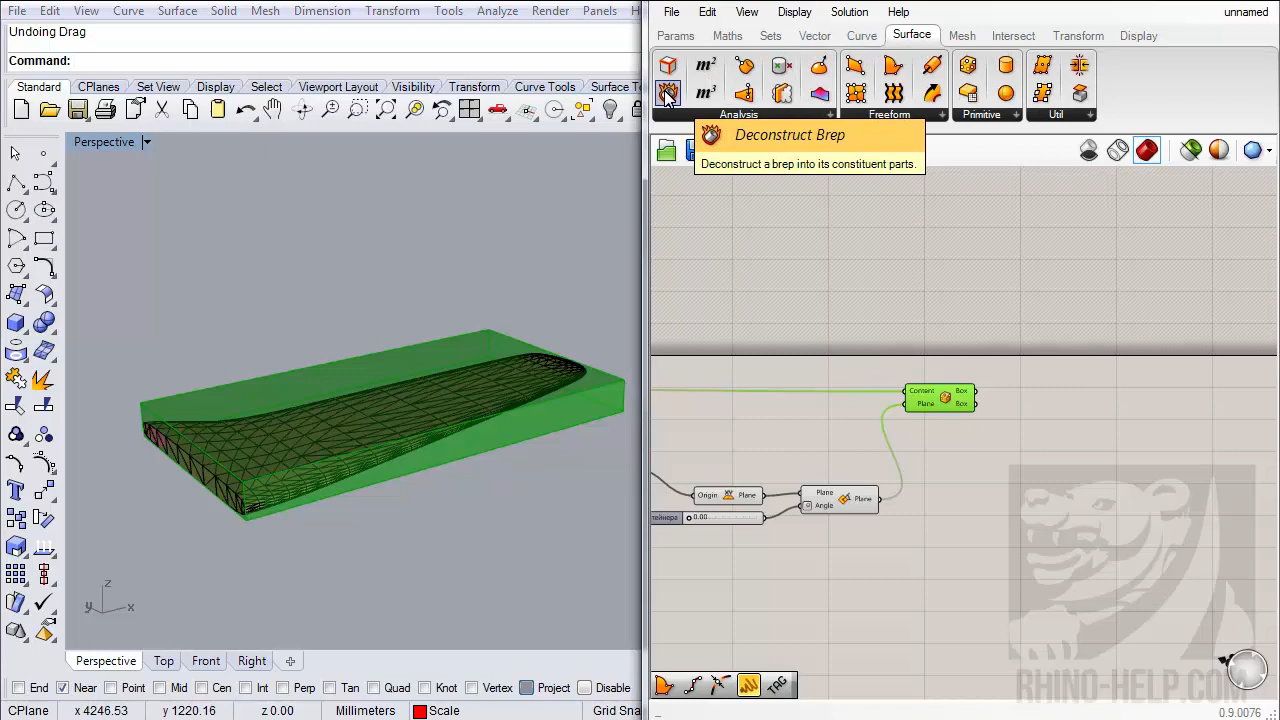 File Edit View Curve Surface Solid Mesh Dimension Transform Tools Analyze Render Panels
Undoing Drag
Command:
Standard CPlanes Set View Display Select Viewport Layout Visibility Transform Curve Tools Surface To
Perspective
z
y
x
Perspective Top Front Right
End Near Point Mid Cen Int Perp Tan Quad Knot Vertex Project Disable
CPlane x 4246.53 y 1220.16 z 0.00 Millimeters Scale Grid Sna
File Edit View Display Solution Help unnamed
Params Maths Sets Vector Curve Surface Mesh Intersect Transform Display
m²
m³
Analysis Freeform Primitive Util
Deconstruct Brep
Deconstruct a brep into its constituent parts.
Content Box
Plane Box
Origin Plane
Plane Plane
Angle
тейнера 0.00
TAG
RHINO-HELP.COM
0.9.0076